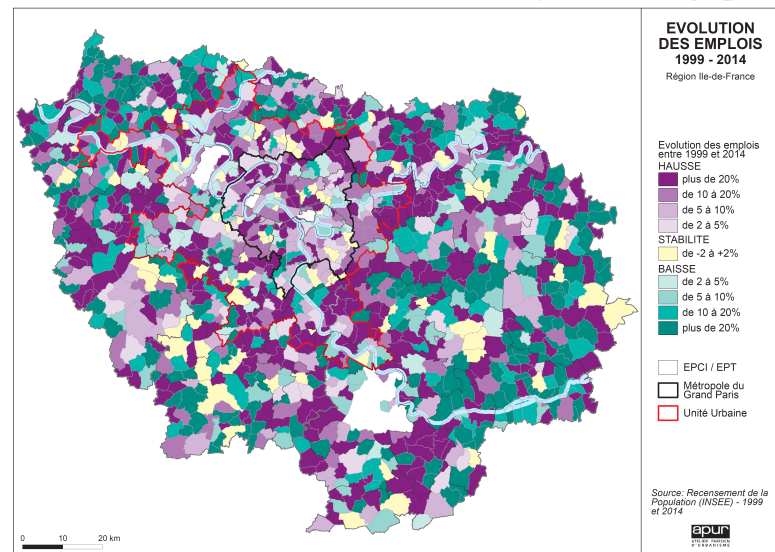 EVOLUTION
DES EMPLOIS
1999 - 2014
Région Ile-de-France
Evolution des emplois
entre 1999 et 2014
HAUSSE
plus de 20%
de 10 à 20%
de 5 à 10%
de 2 à 5%
STABILITE
de -2 à +2%
BAISSE
de 2 à 5%
de 5 à 10%
de 10 à 20%
plus de 20%
EPCI / EPT
Métropole du
Grand Paris
Unité Urbaine
Source: Recensement de la
Population (INSEE) - 1999
et 2014
apur
ATELIER PARISIEN
D'URBANISME
0 10 20 km